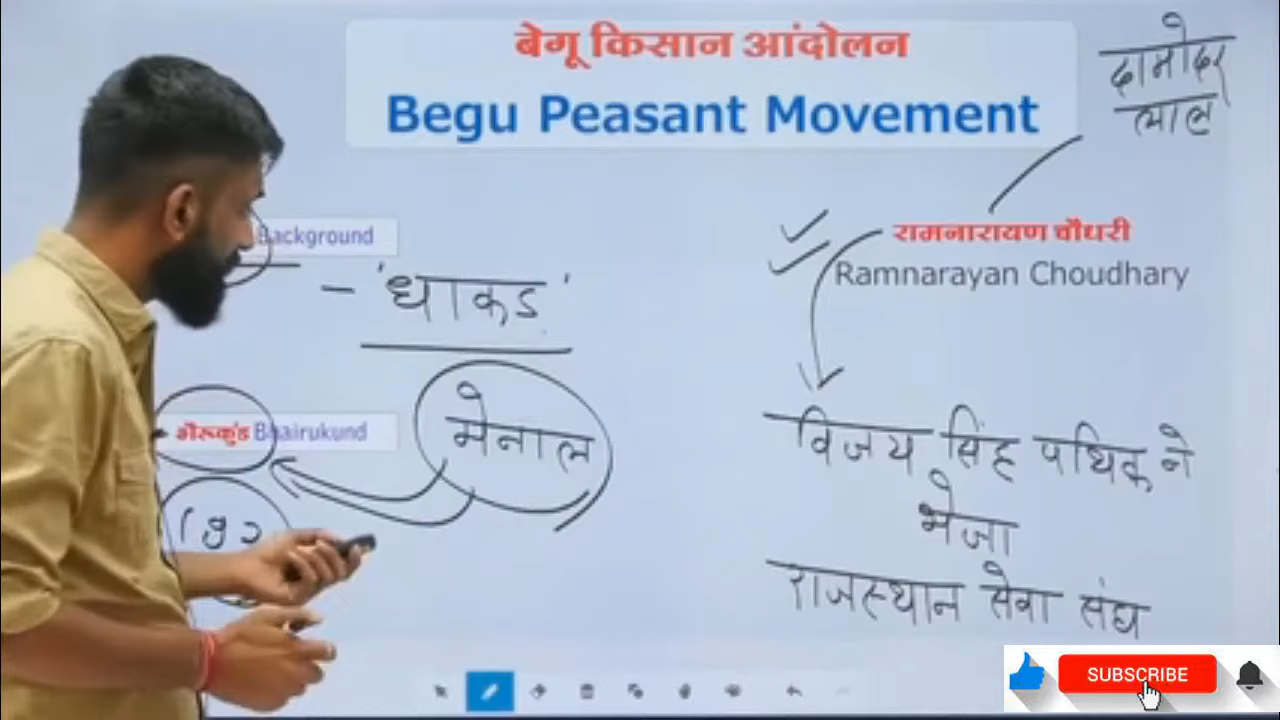 बेगू किसान आंदोलन
Begu Peasant Movement
दामोदर
लाल
Background
रामनारायण चौधरी
Ramnarayan Choudhary
- 'धाकड'
भैरूकुंड Bhairukund
मेनाल
विजय सिंह पथिक ने
भेजा
राजस्थान सेवा संघ
SUBSCRIBE